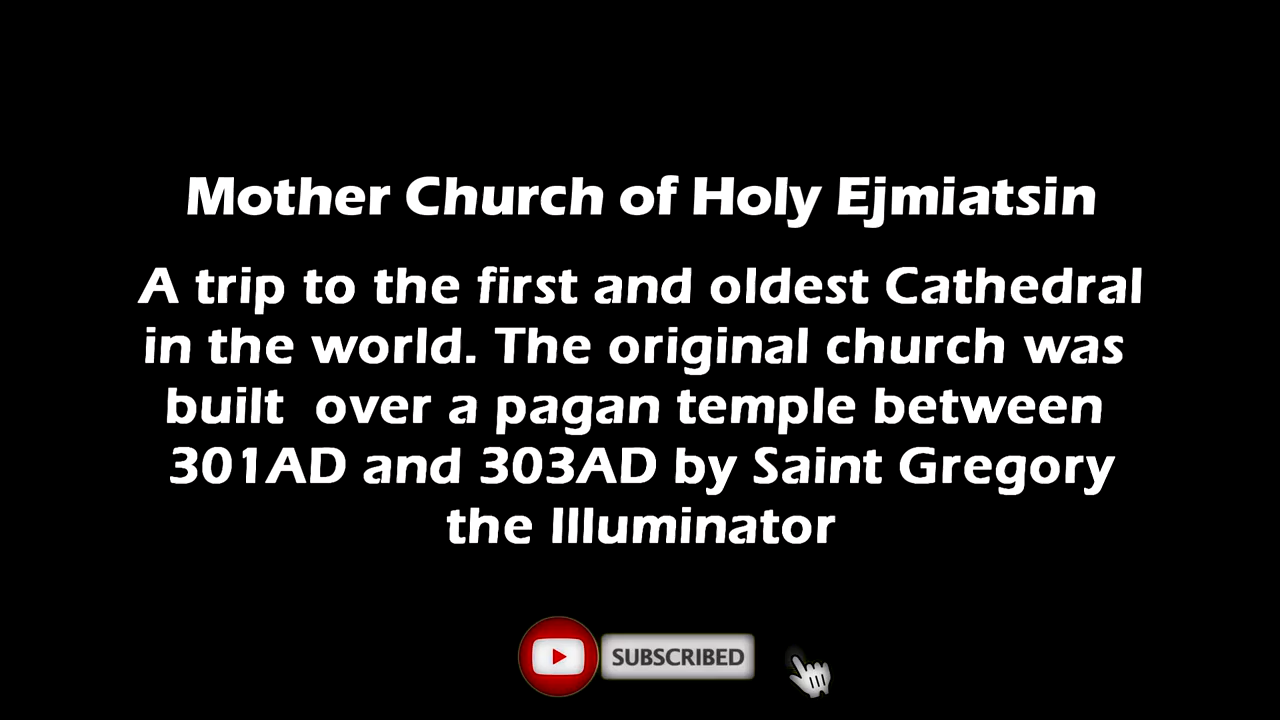 Mother Church of Holy Ejmiatsin
A trip to the first and oldest Cathedral
in the world. The original church was
built  over a pagan temple between
301AD and 303AD by Saint Gregory
the Illuminator
SUBSCRIBED